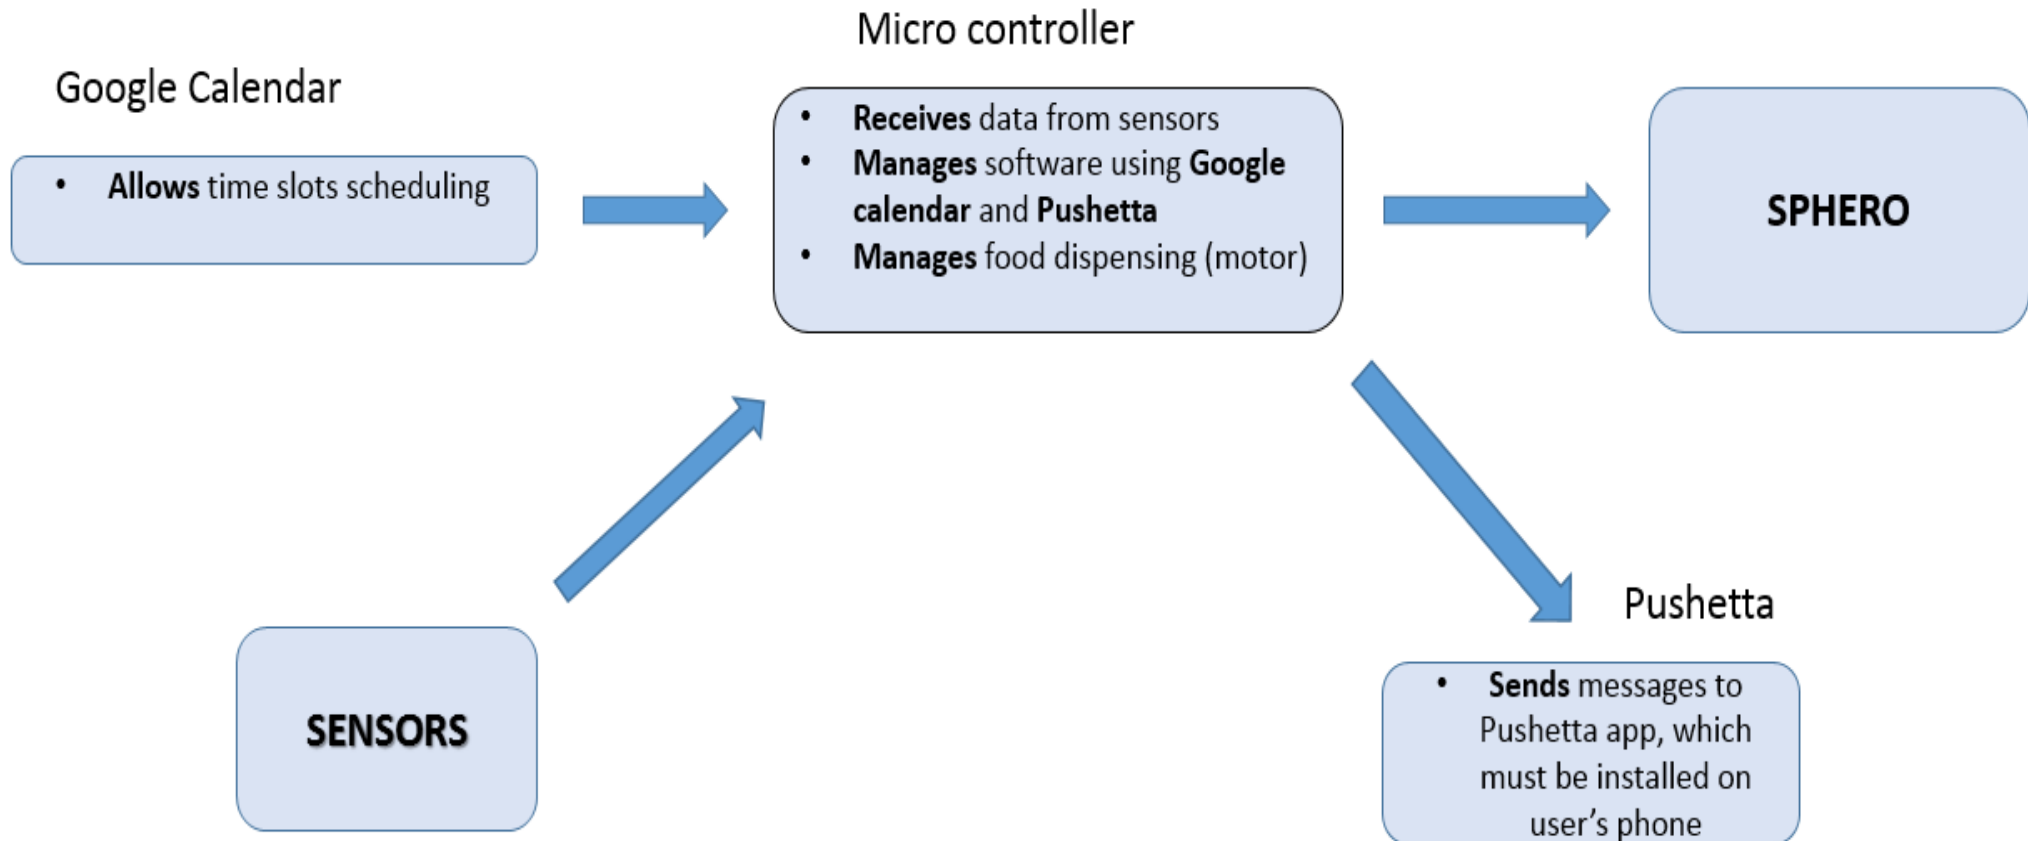 Micro controller
Google Calendar
• Receives data from sensors
• Manages software using Google
calendar and Pushetta
• Manages food dispensing (motor)
• Allows time slots scheduling
SPHERO
SENSORS
Pushetta
• Sends messages to
Pushetta app, which
must be installed on
user’s phone